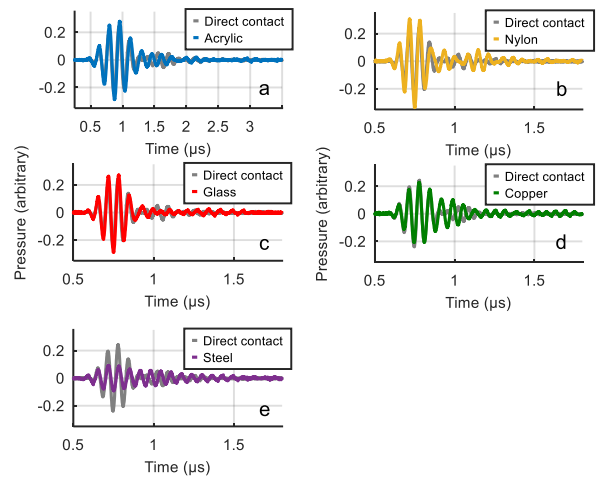 Direct contact
Acrylic
0.2
0
-0.2
a
0.5 1 1.5 2 2.5 3
Time (µs)
Direct contact
Nylon
0.2
0
-0.2
b
0.5 1 1.5
Time (µs)
Pressure (arbitrary)
Direct contact
Glass
0.2
0
-0.2
c
0.5 1 1.5
Time (µs)
Pressure (arbitrary)
Direct contact
Copper
0.2
0
-0.2
d
0.5 1 1.5
Time (µs)
Direct contact
Steel
0.2
0
-0.2
e
0.5 1 1.5
Time (µs)